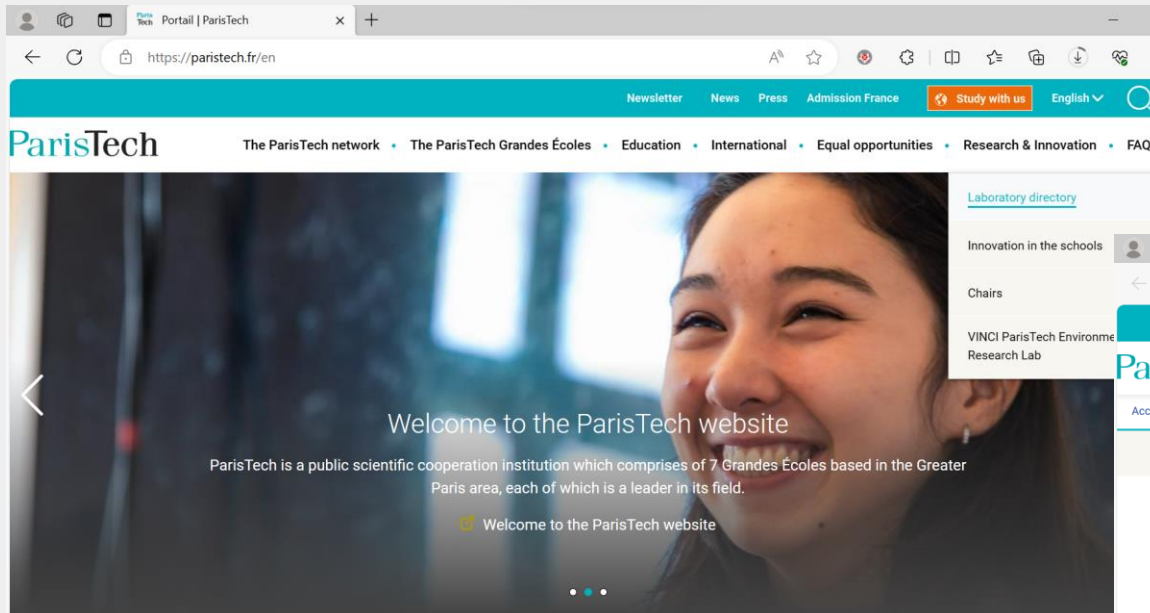 Paris
Tech
Portail | ParisTech
https://paristech.fr/en
Newsletter
News
Press
Admission France
Study with us
English
ParisTech
The ParisTech network • The ParisTech Grandes Écoles • Education • International • Equal opportunities • Research & Innovation • FAQ
Laboratory directory
Innovation in the schools
Chairs
VINCI ParisTech Environme
Research Lab
Pa
Acc
Welcome to the ParisTech website
ParisTech is a public scientific cooperation institution which comprises of 7 Grandes Écoles based in the Greater
Paris area, each of which is a leader in its field.
Welcome to the ParisTech website